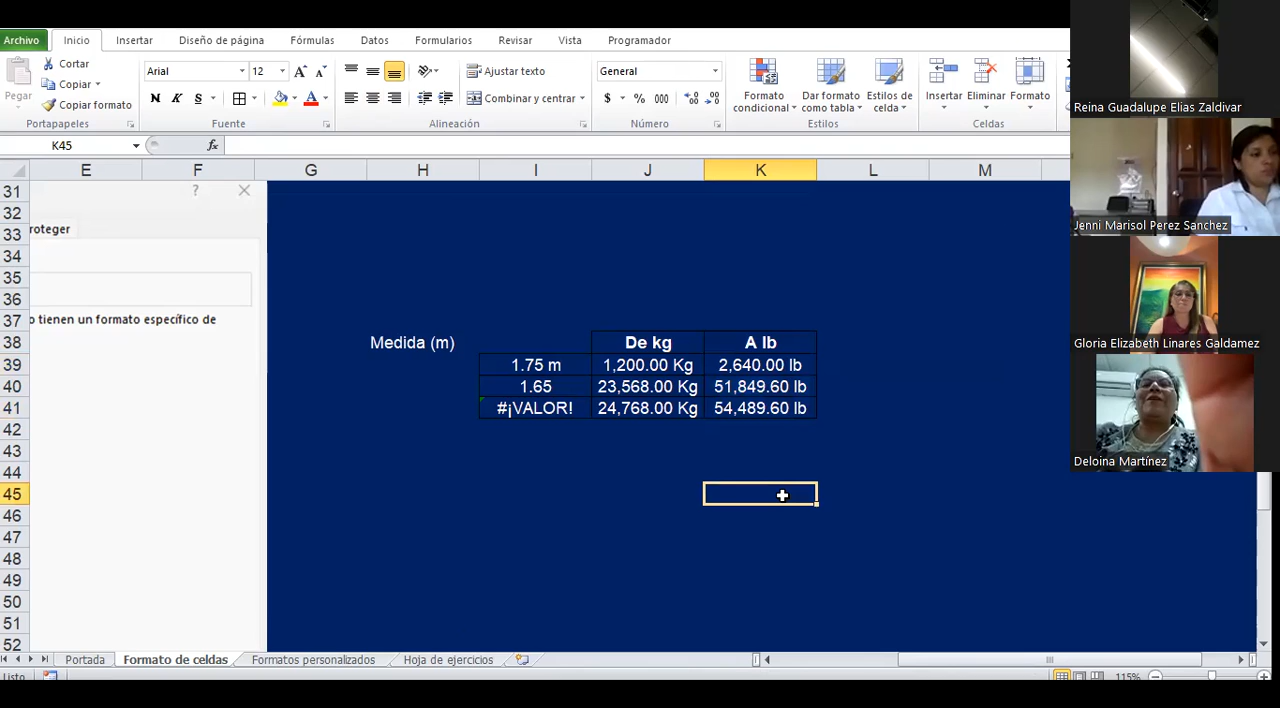 Archivo Inicio Insertar Diseño de página Fórmulas Datos Formularios Revisar Vista Programador
Cortar
Copiar
Copiar formato
Pegar
Portapapeles
Arial 12
N K S
Fuente
Ajustar texto
Combinar y centrar
Alineación
General
$ % 000
Número
Formato condicional
Dar formato como tabla
Estilos de celda
Estilos
Insertar Eliminar Formato
Celdas
K45
fx
E F G H I J K L M
31
32
33
roteger
34
35
36
37 o tienen un formato específico de
38 Medida (m) De kg A lb
39 1.75 m 1,200.00 Kg 2,640.00 lb
40 1.65 23,568.00 Kg 51,849.60 lb
41 #¡VALOR! 24,768.00 Kg 54,489.60 lb
42
43
44
45
46
47
48
49
50
51
52
Portada Formato de celdas Formatos personalizados Hoja de ejercicios
Listo
115%
Reina Guadalupe Elias Zaldivar
Jenni Marisol Perez Sanchez
Gloria Elizabeth Linares Galdamez
Deloina Martínez